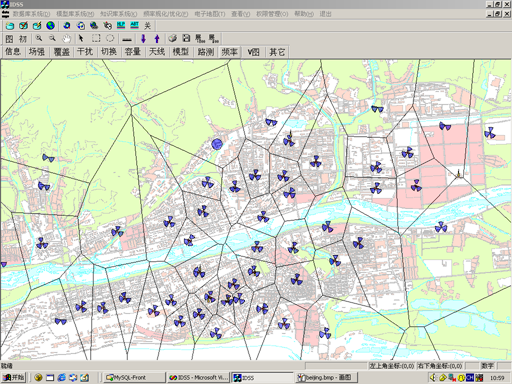 IDSS
数据库系统(D) 模型库系统(M) 知识库系统(K) 频率规化/优化(F) 电子地图(T) 查看(V) 权限管理(O) 帮助(H) 退出
关
图 初
信息 场强 覆盖 干扰 切换 容量 天线 模型 路测 频率 V图 其它
就绪 左上角坐标:(0,0) 右下角坐标:(0,0) 数字
开始 MySQL-Front IDSS - Microsoft Vi... IDSS beijing.bmp - 画图 10:59